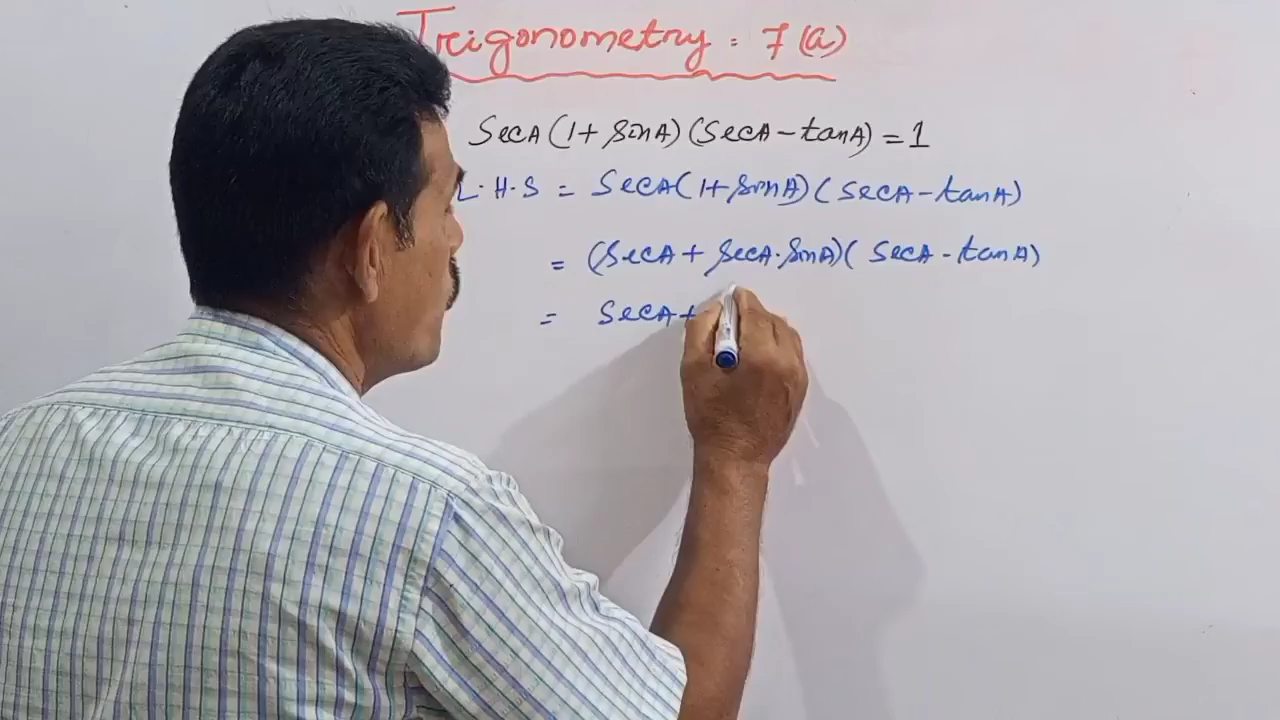 Trigonometry : 7 (a)
SecA (1 + SinA) (SecA - tanA) = 1
L.H.S = SecA (1 + SinA) (SecA - tanA)
= (SecA + SecA . SinA) (SecA - tanA)
= SecA +